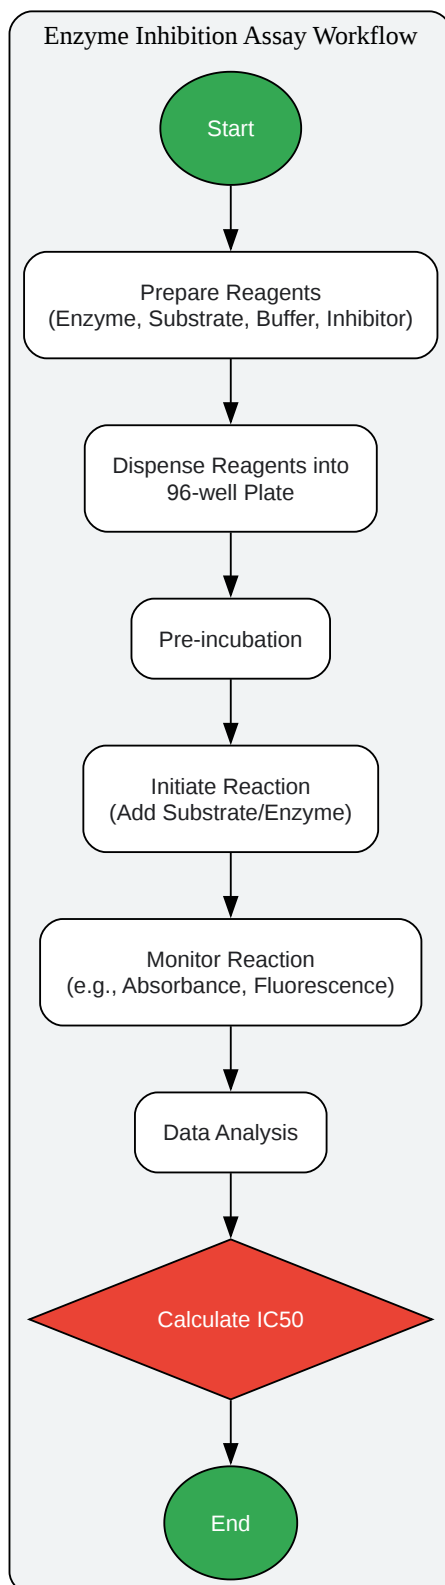 Enzyme Inhibition Assay Workflow
Start
Prepare Reagents
(Enzyme, Substrate, Buffer, Inhibitor)
Dispense Reagents into
96-well Plate
Pre-incubation
Initiate Reaction
(Add Substrate/Enzyme)
Monitor Reaction
(e.g., Absorbance, Fluorescence)
Data Analysis
Calculate IC50
End